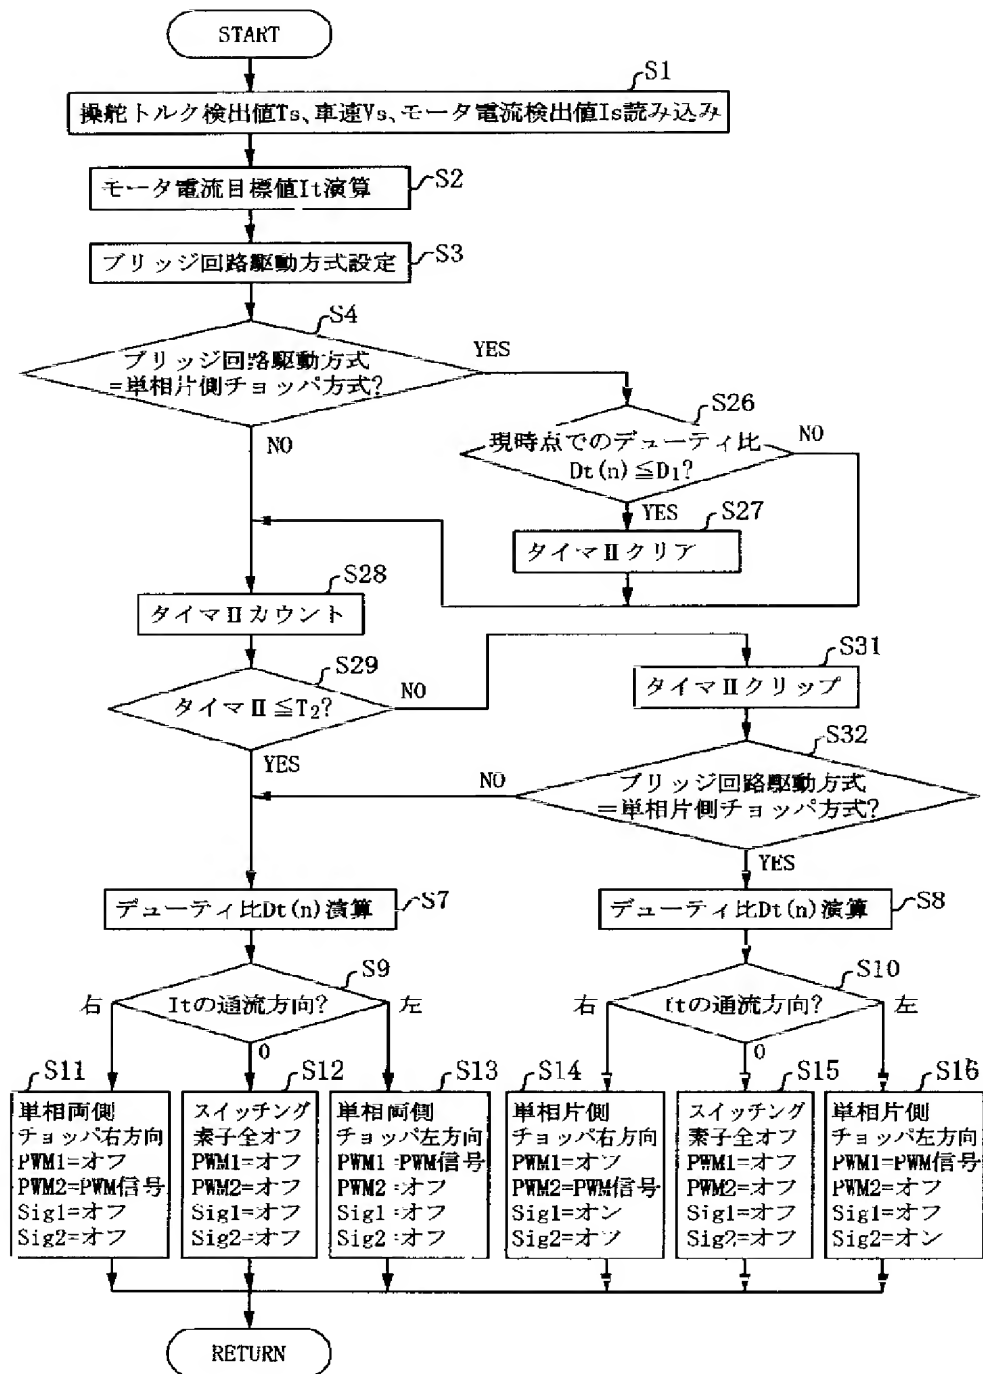 START
S1
操舵トルク検出値Ts、車速Vs、モータ電流検出値Is読み込み
S2
モータ電流目標値It演算
S3
ブリッジ回路駆動方式設定
S4
ブリッジ回路駆動方式
=単相片側チョッパ方式?
YES
NO
S26
現時点でのデューティ比
Dt(n)≦D1?
NO
YES
S27
タイマⅡクリア
S28
タイマⅡカウント
S29
タイマⅡ≦T2?
NO
YES
S31
タイマⅡクリップ
S32
ブリッジ回路駆動方式
=単相片側チョッパ方式?
NO
YES
S7
デューティ比Dt(n)演算
S8
デューティ比Dt(n)演算
S9
Itの通流方向?
右
左
0
S10
Itの通流方向?
右
左
0
S11
単相両側
チョッパ右方向
PWM1=オフ
PWM2=PWM信号
Sig1=オフ
Sig2=オフ
S12
スイッチング
素子全オフ
PWM1=オフ
PWM2=オフ
Sig1=オフ
Sig2=オフ
S13
単相両側
チョッパ左方向
PWM1=PWM信号
PWM2=オフ
Sig1=オフ
Sig2=オフ
S14
単相片側
チョッパ右方向
PWM1=オフ
PWM2=PWM信号
Sig1=オン
Sig2=オフ
S15
スイッチング
素子全オフ
PWM1=オフ
PWM2=オフ
Sig1=オフ
Sig2=オフ
S16
単相片側
チョッパ左方向
PWM1=PWM信号
PWM2=オフ
Sig1=オフ
Sig2=オン
RETURN